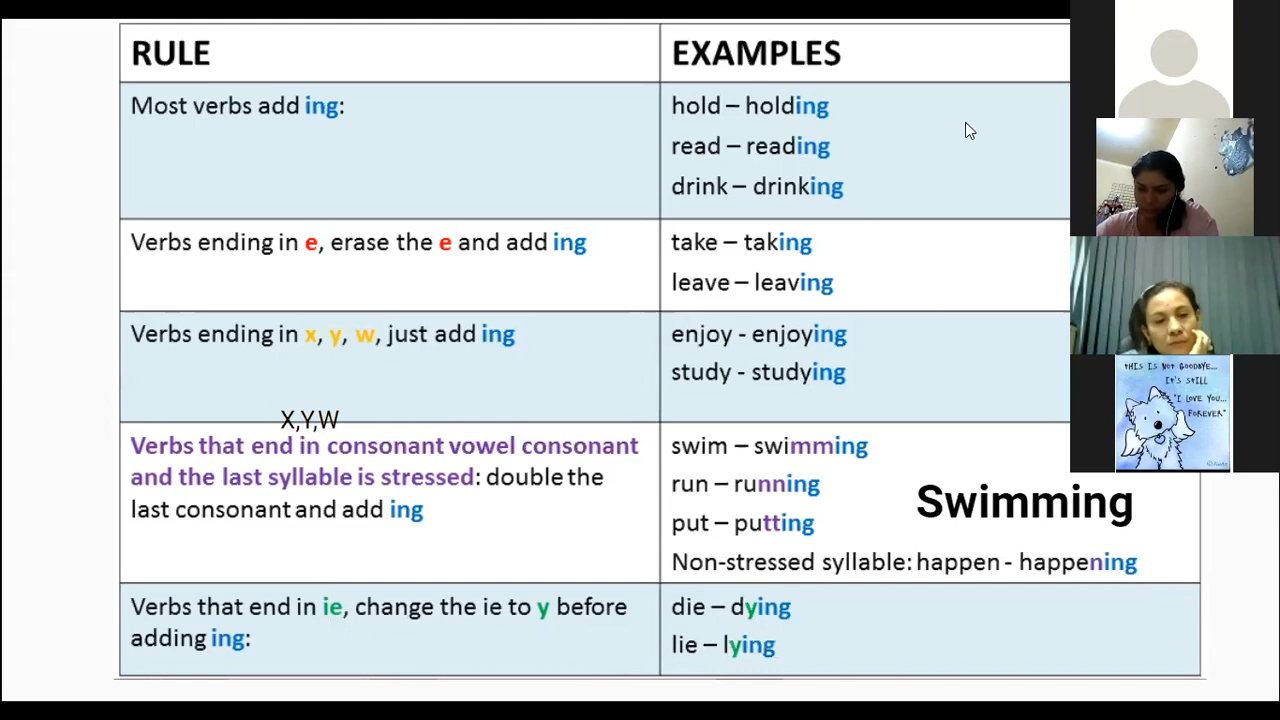 RULE
EXAMPLES
Most verbs add ing:
hold – holding
read – reading
drink – drinking
Verbs ending in e, erase the e and add ing
take – taking
leave – leaving
Verbs ending in x, y, w, just add ing
enjoy - enjoying
study - studying
X,Y,W
Verbs that end in consonant vowel consonant
and the last syllable is stressed: double the
last consonant and add ing
swim – swimming
run – running
put – putting
Non-stressed syllable: happen - happening
Swimming
Verbs that end in ie, change the ie to y before
adding ing:
die – dying
lie – lying
THIS IS NOT GOODBYE...
IT'S STILL
"I LOVE YOU...
FOREVER"